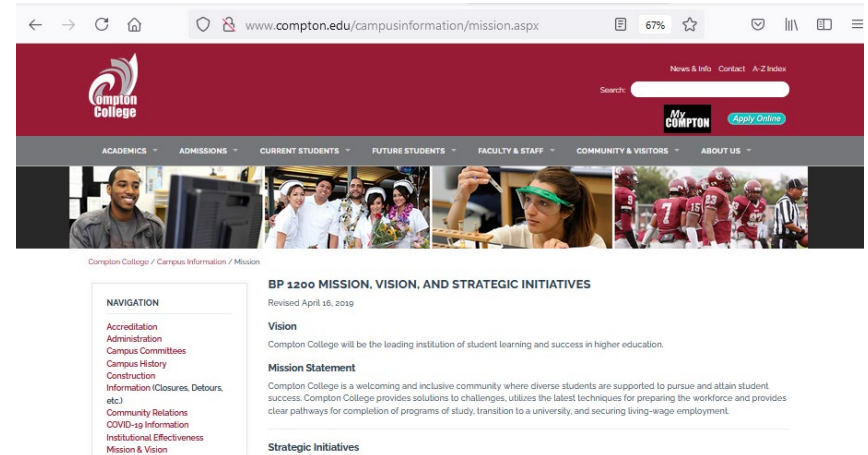 www.compton.edu/campusinformation/mission.aspx
67%
Compton
College
News & Info Contact A-Z Index
Search:
My
COMPTON
Apply Online
ACADEMICS ADMISSIONS CURRENT STUDENTS FUTURE STUDENTS FACULTY & STAFF COMMUNITY & VISITORS ABOUT US
9 7 15 23
Compton College / Campus Information / Mission
NAVIGATION
Accreditation
Administration
Campus Committees
Campus History
Construction
Information (Closures, Detours,
etc.)
Community Relations
COVID-19 Information
Institutional Effectiveness
Mission & Vision
BP 1200 MISSION, VISION, AND STRATEGIC INITIATIVES
Revised April 16, 2019
Vision
Compton College will be the leading institution of student learning and success in higher education.
Mission Statement
Compton College is a welcoming and inclusive community where diverse students are supported to pursue and attain student
success. Compton College provides solutions to challenges, utilizes the latest techniques for preparing the workforce and provides
clear pathways for completion of programs of study, transition to a university, and securing living-wage employment.
Strategic Initiatives